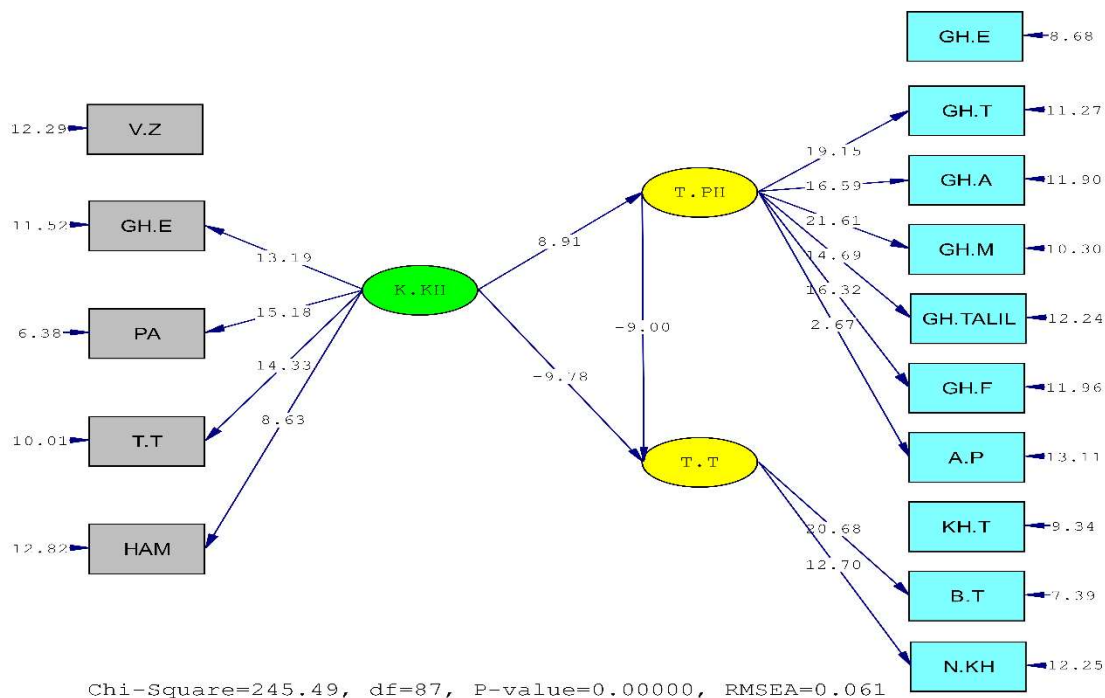 GH.E
8.68
12.29
V.Z
GH.T
11.27
19.15
11.52
GH.E
T.PH
16.59
GH.A
11.90
21.61
GH.M
10.30
8.91
14.69
13.19
K.KH
16.32
GH.TALIL
12.24
15.18
2.67
6.38
PA
-9.00
14.33
-9.78
GH.F
11.96
8.63
10.01
T.T
T.T
A.P
13.11
KH.T
9.34
20.68
12.82
HAM
12.70
B.T
7.39
N.KH
12.25
Chi-Square=245.49, df=87, P-value=0.00000, RMSEA=0.061